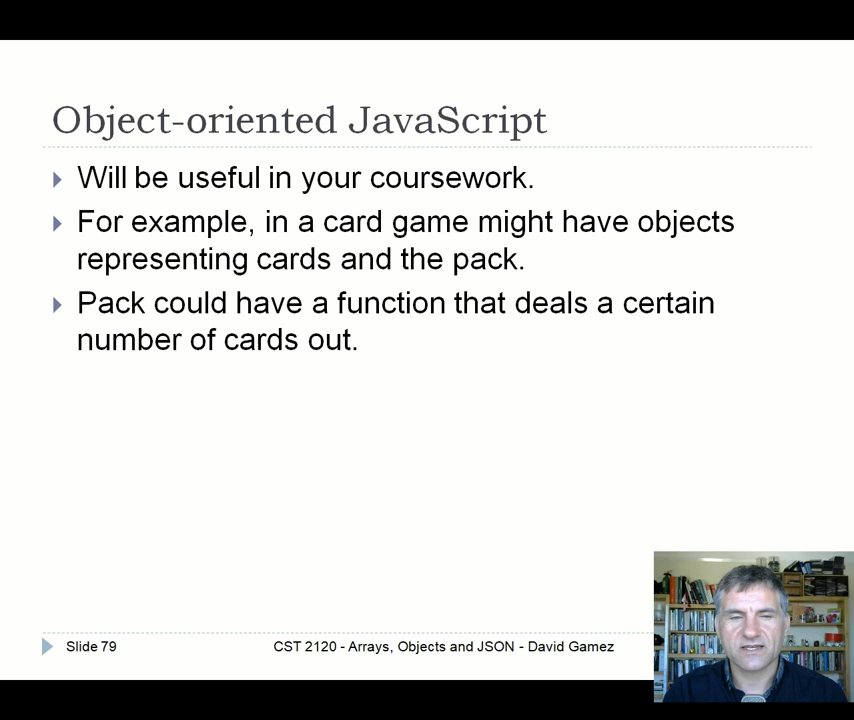 Object-oriented JavaScript
Will be useful in your coursework.
For example, in a card game might have objects
representing cards and the pack.
Pack could have a function that deals a certain
number of cards out.
Slide 79
CST 2120 - Arrays, Objects and JSON - David Gamez